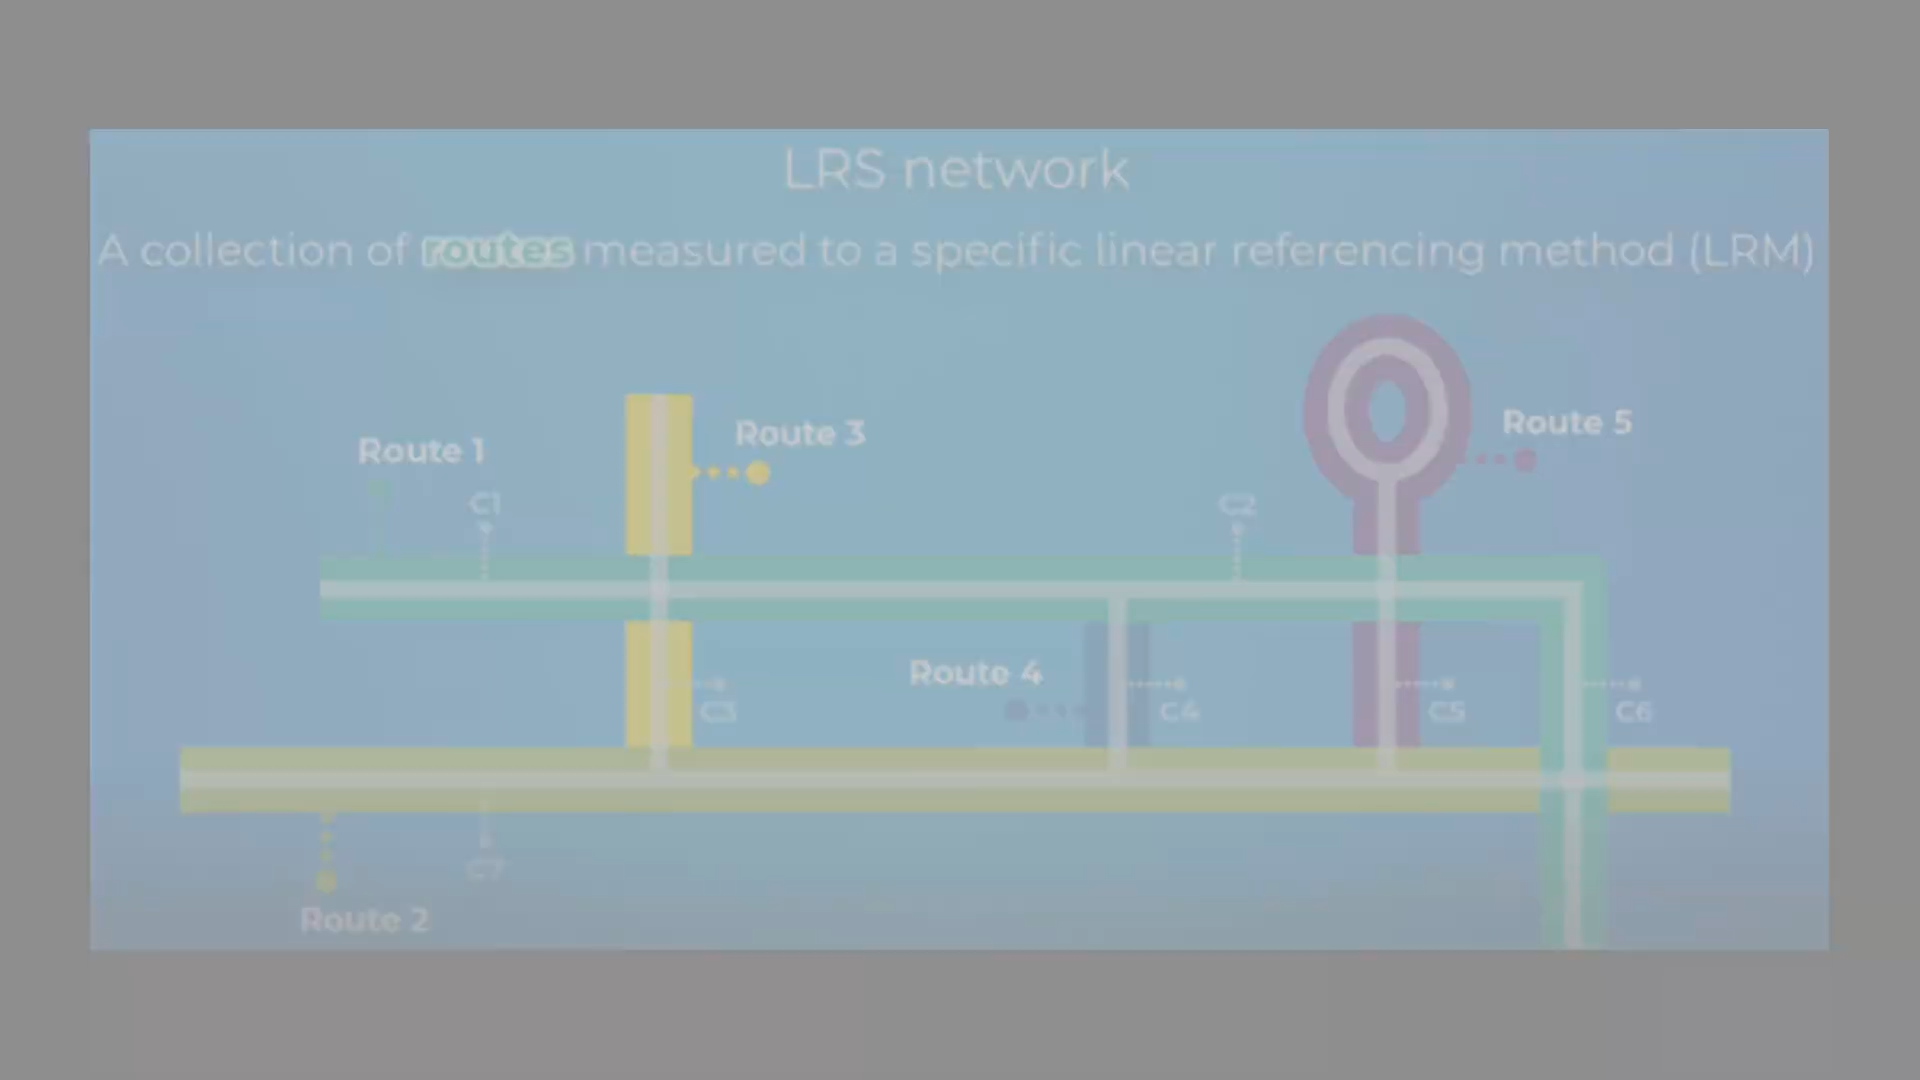 LRS network
A collection of routes measured to a specific linear referencing method (LRM)
Route 1
Route 3
Route 5
C1
C2
Route 4
C3
C4
C5
C6
C7
Route 2